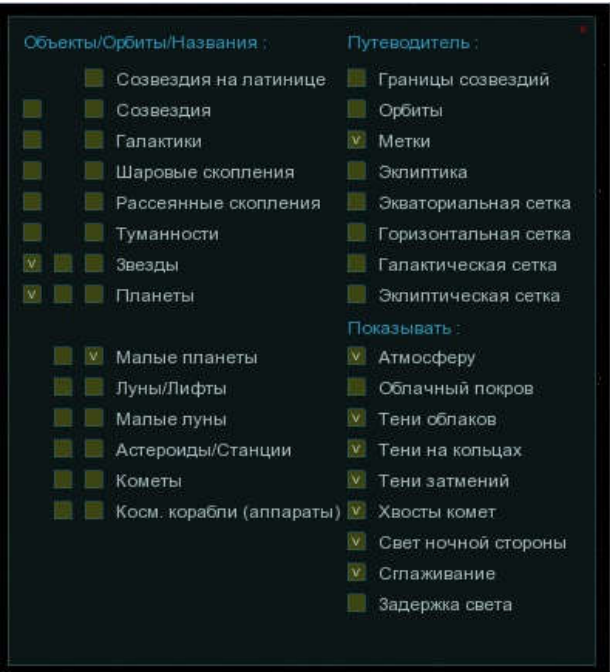 Объекты/Орбиты/Названия :
Созвездия на латинице
Созвездия
Галактики
Шаровые скопления
Рассеянные скопления
Туманности
v Звезды
v Планеты
v Малые планеты
Луны/Лифты
Малые луны
Астероиды/Станции
Кометы
Косм. корабли (аппараты)
Путеводитель :
Границы созвездий
Орбиты
v Метки
Эклиптика
Экваториальная сетка
Горизонтальная сетка
Галактическая сетка
Эклиптическая сетка
Показывать :
v Атмосферу
Облачный покров
v Тени облаков
v Тени на кольцах
v Тени затмений
v Хвосты комет
v Свет ночной стороны
v Сглаживание
Задержка света